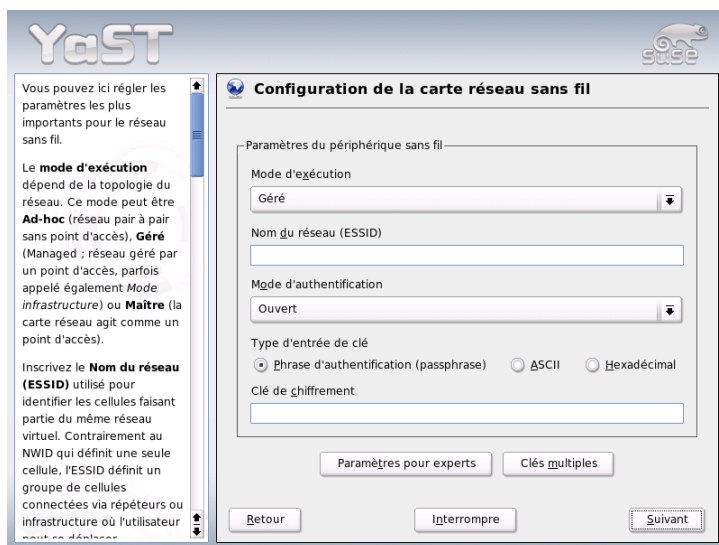 YaST
SUSE
Vous pouvez ici régler les
paramètres les plus
importants pour le réseau
sans fil.
Le mode d'exécution
dépend de la topologie du
réseau. Ce mode peut être
Ad-hoc (réseau pair à pair
sans point d'accès), Géré
(Managed ; réseau géré par
un point d'accès, parfois
appelé également Mode
infrastructure) ou Maître (la
carte réseau agit comme un
point d'accès).
Inscrivez le Nom du réseau
(ESSID) utilisé pour
identifier les cellules faisant
partie du même réseau
virtuel. Contrairement au
NWID qui définit une seule
cellule, l'ESSID définit un
groupe de cellules
connectées via répéteurs ou
infrastructure où l'utilisateur
peut se déplacer
Configuration de la carte réseau sans fil
Paramètres du périphérique sans fil
Mode d'exécution
Géré
Nom du réseau (ESSID)
Mode d'authentification
Ouvert
Type d'entrée de clé
Phrase d'authentification (passphrase) ASCII Hexadécimal
Clé de chiffrement
Paramètres pour experts Clés multiples
Retour Interrompre Suivant